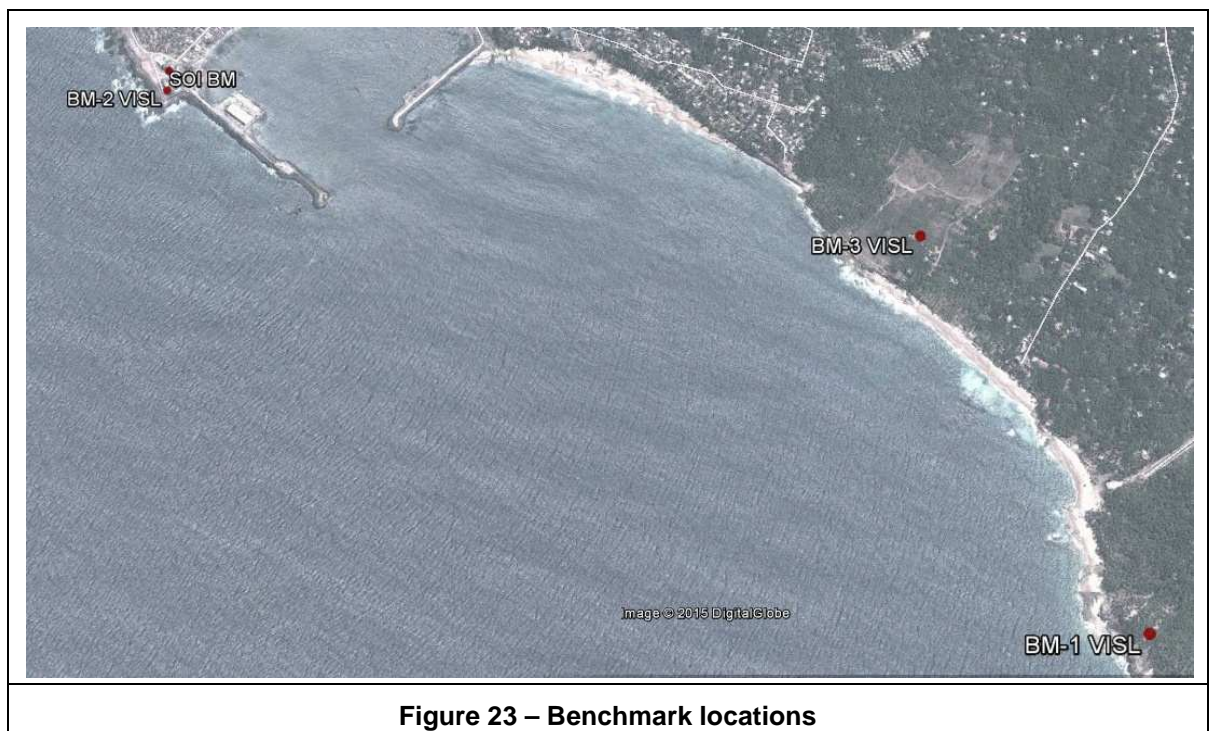 SOI BM
BM-2 VISL
BM-3 VISL
Image © 2015 DigitalGlobe
BM-1 VISL
Figure 23 – Benchmark locations